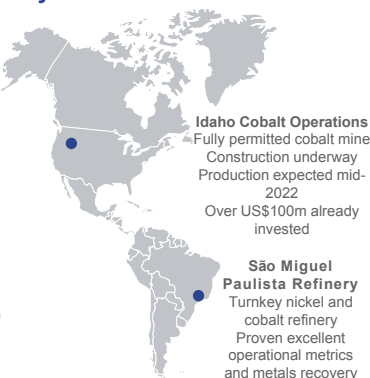 Idaho Cobalt Operations
Fully permitted cobalt mine
Construction underway
Production expected mid-
2022
Over US$100m already
invested
São Miguel
Paulista Refinery
Turnkey nickel and
cobalt refinery
Proven excellent
operational metrics
and metals recovery